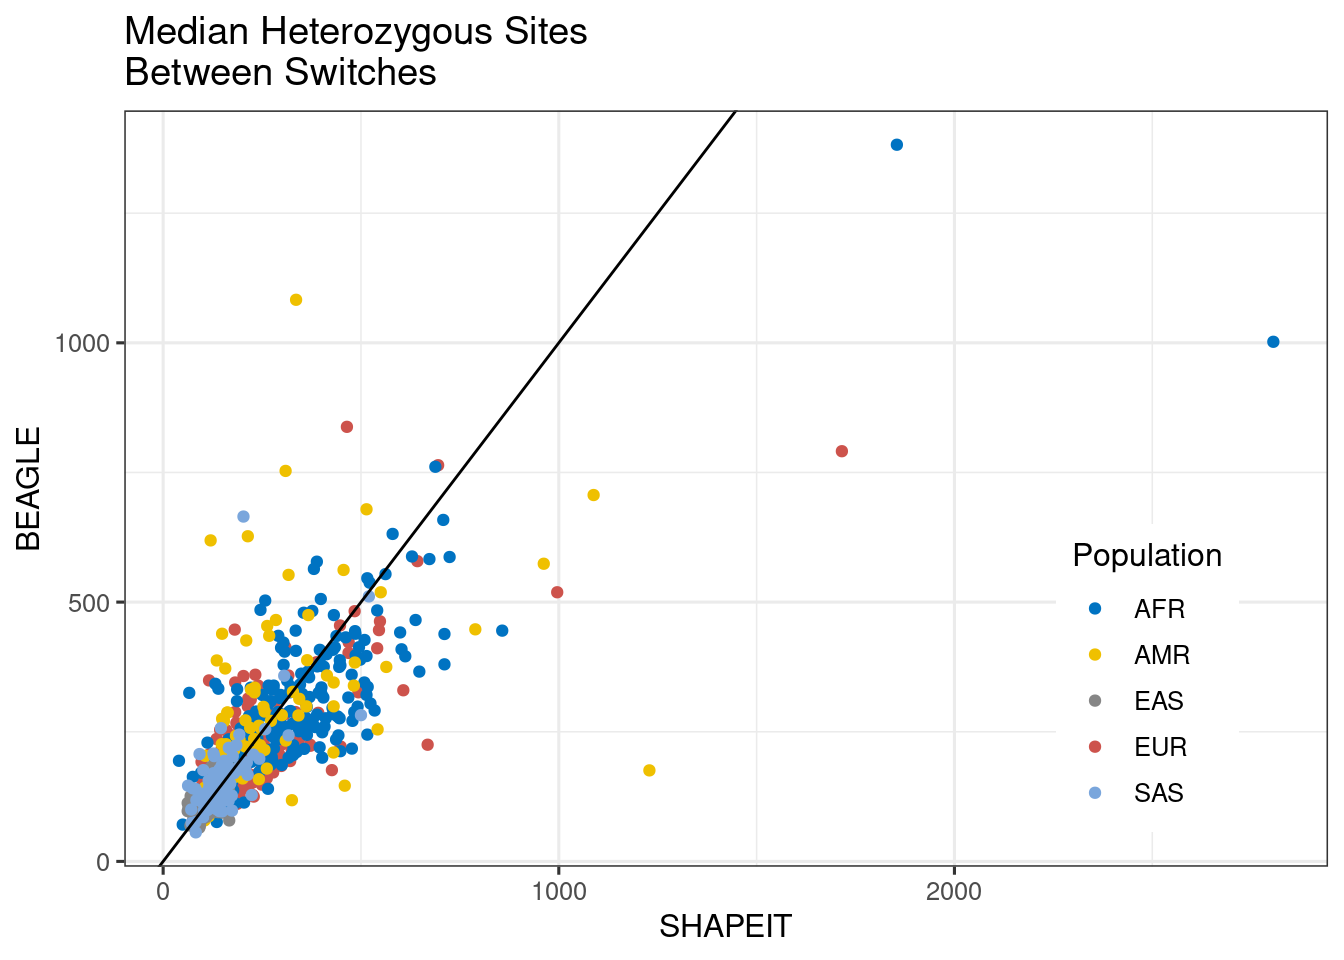 Median Heterozygous Sites
Between Switches
BEAGLE
1000
500
0
0
1000
2000
SHAPEIT
Population
AFR
AMR
EAS
EUR
SAS